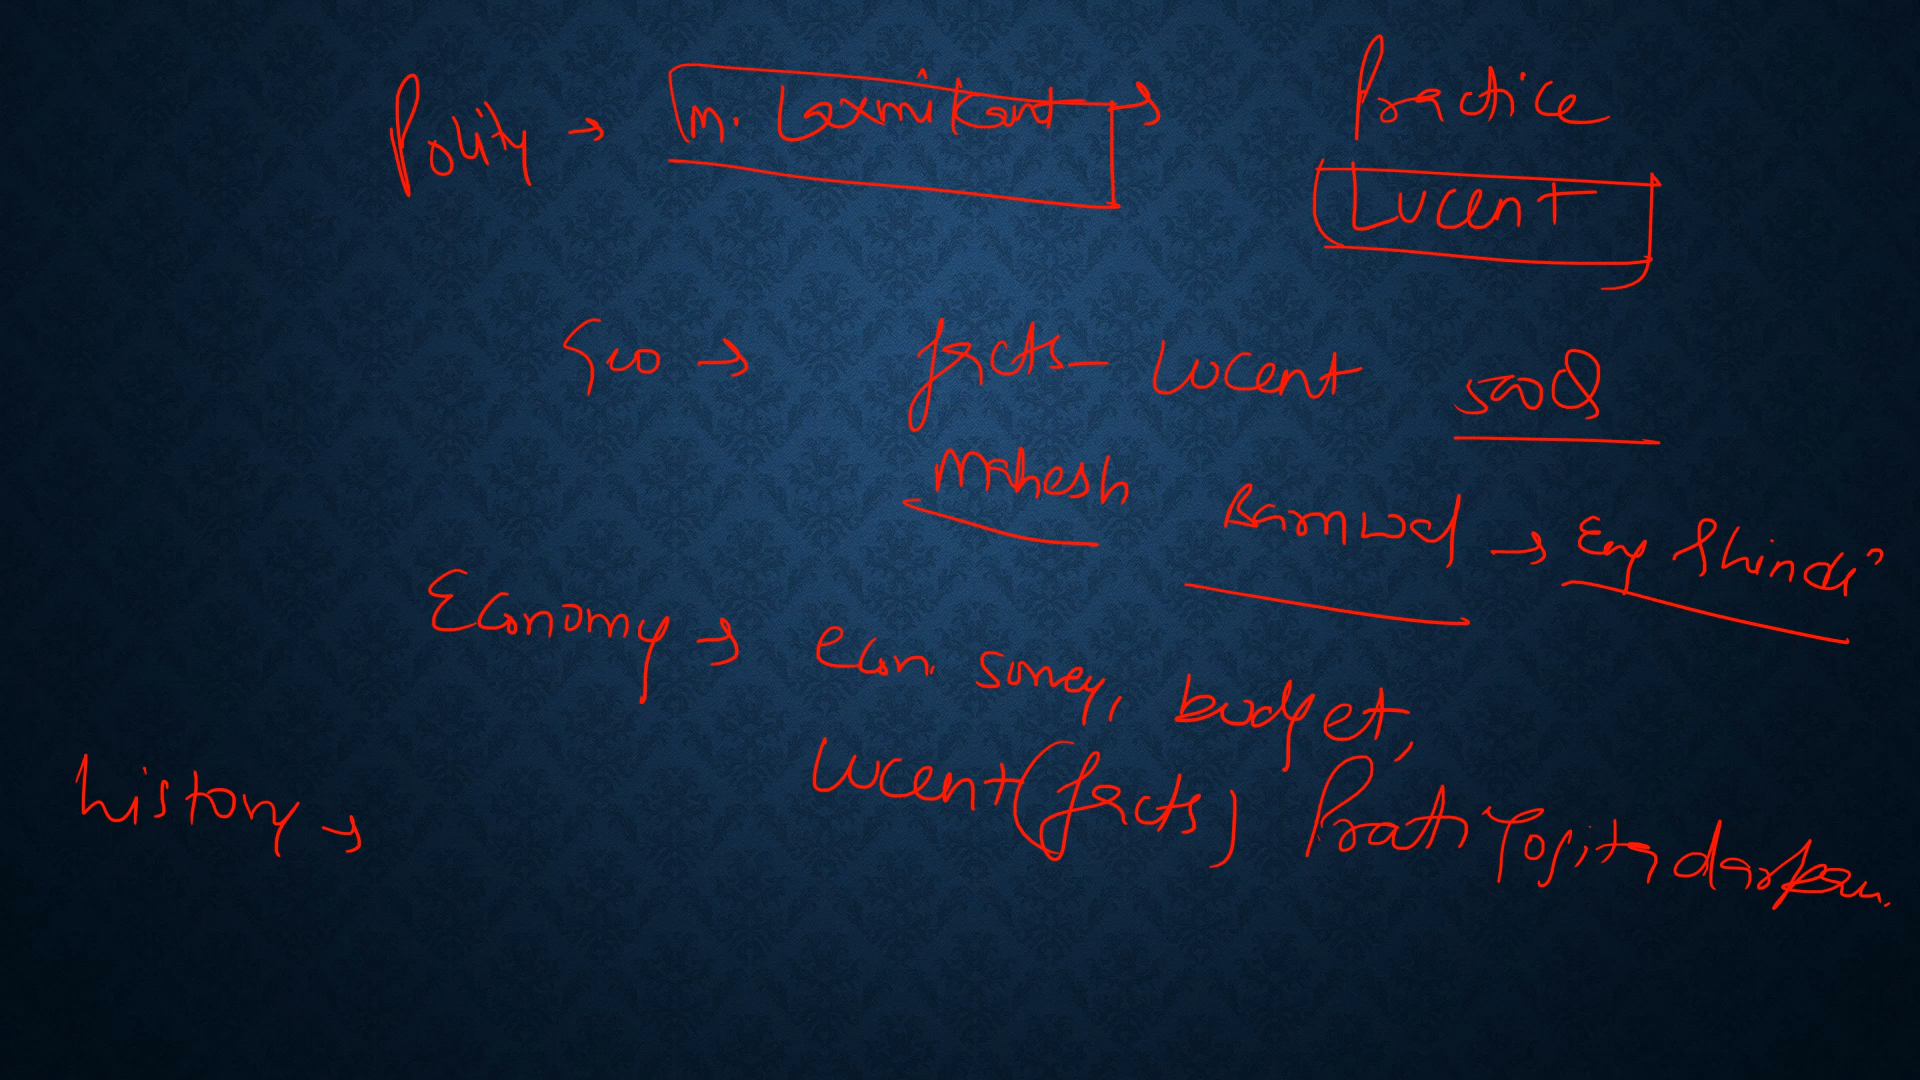 Polity → M. Laxmikant → Practice
Lucent
Geo → facts - Lucent 500Q
Mahesh Barnwal → Eng & hindi
Economy → econ. survey, budget,
Lucent (facts) Pratiyogita darpan.
history →